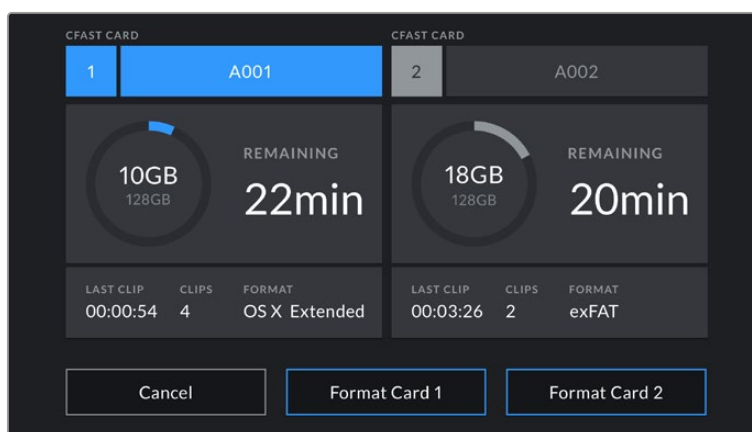 CFAST CARD
1 A001
10GB
128GB
REMAINING
22min
LAST CLIP CLIPS FORMAT
00:00:54 4 OS X Extended
CFAST CARD
2 A002
18GB
128GB
REMAINING
20min
LAST CLIP CLIPS FORMAT
00:03:26 2 exFAT
Cancel Format Card 1 Format Card 2